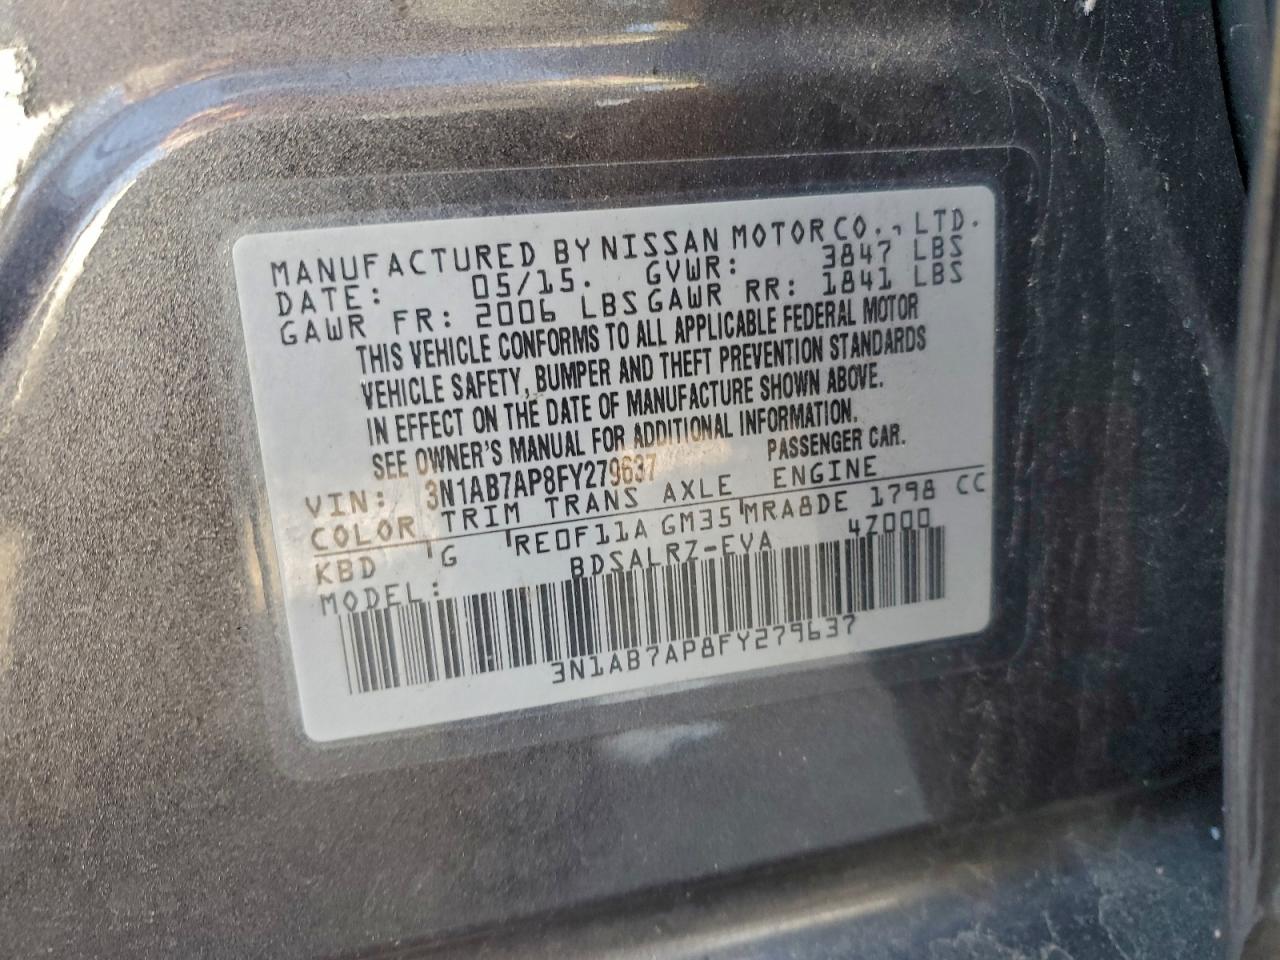 MANUFACTURED BY NISSAN MOTOR CO., LTD.
DATE: 05/15. GVWR: 3847 LBS
GAWR FR: 2006 LBS GAWR RR: 1841 LBS
THIS VEHICLE CONFORMS TO ALL APPLICABLE FEDERAL MOTOR
VEHICLE SAFETY, BUMPER AND THEFT PREVENTION STANDARDS
IN EFFECT ON THE DATE OF MANUFACTURE SHOWN ABOVE.
SEE OWNER'S MANUAL FOR ADDITIONAL INFORMATION.
VIN: 3N1AB7AP8FY279637 PASSENGER CAR.
COLOR TRIM TRANS AXLE ENGINE
KBD G RE0F11A GM35 MRA8DE 1798 CC
MODEL: BDSALRZ-EVA 4Z000
3N1AB7AP8FY279637